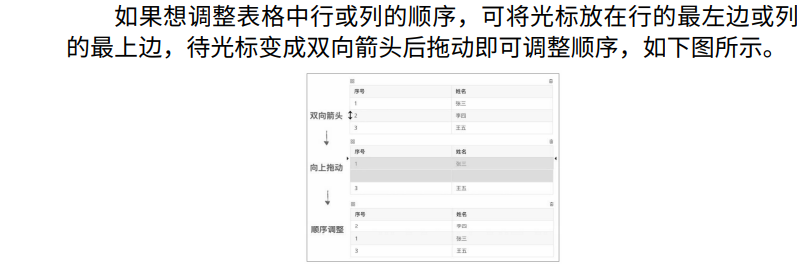 如果想调整表格中行或列的顺序，可将光标放在行的最左边或列
的最上边，待光标变成双向箭头后拖动即可调整顺序，如下图所示。
序号 姓名
1 张三
双向箭头 2 李四
3 王五
序号 姓名
向上拖动 1 张三
3 王五
序号 姓名
2 李四
顺序调整 1 张三
3 王五